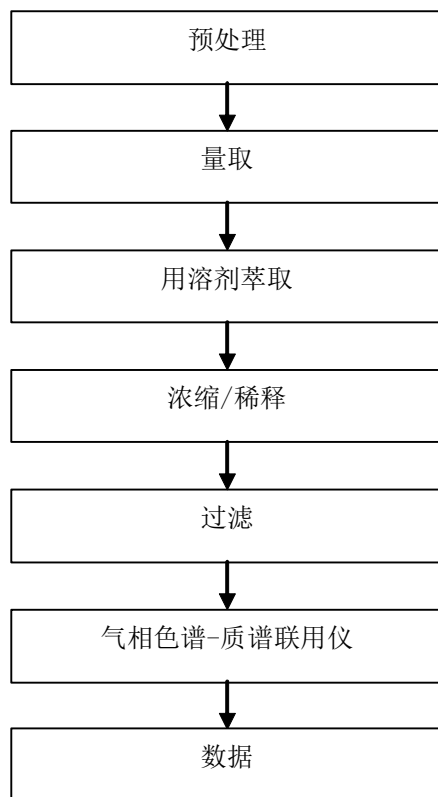 预处理
量取
用溶剂萃取
浓缩/稀释
过滤
气相色谱-质谱联用仪
数据